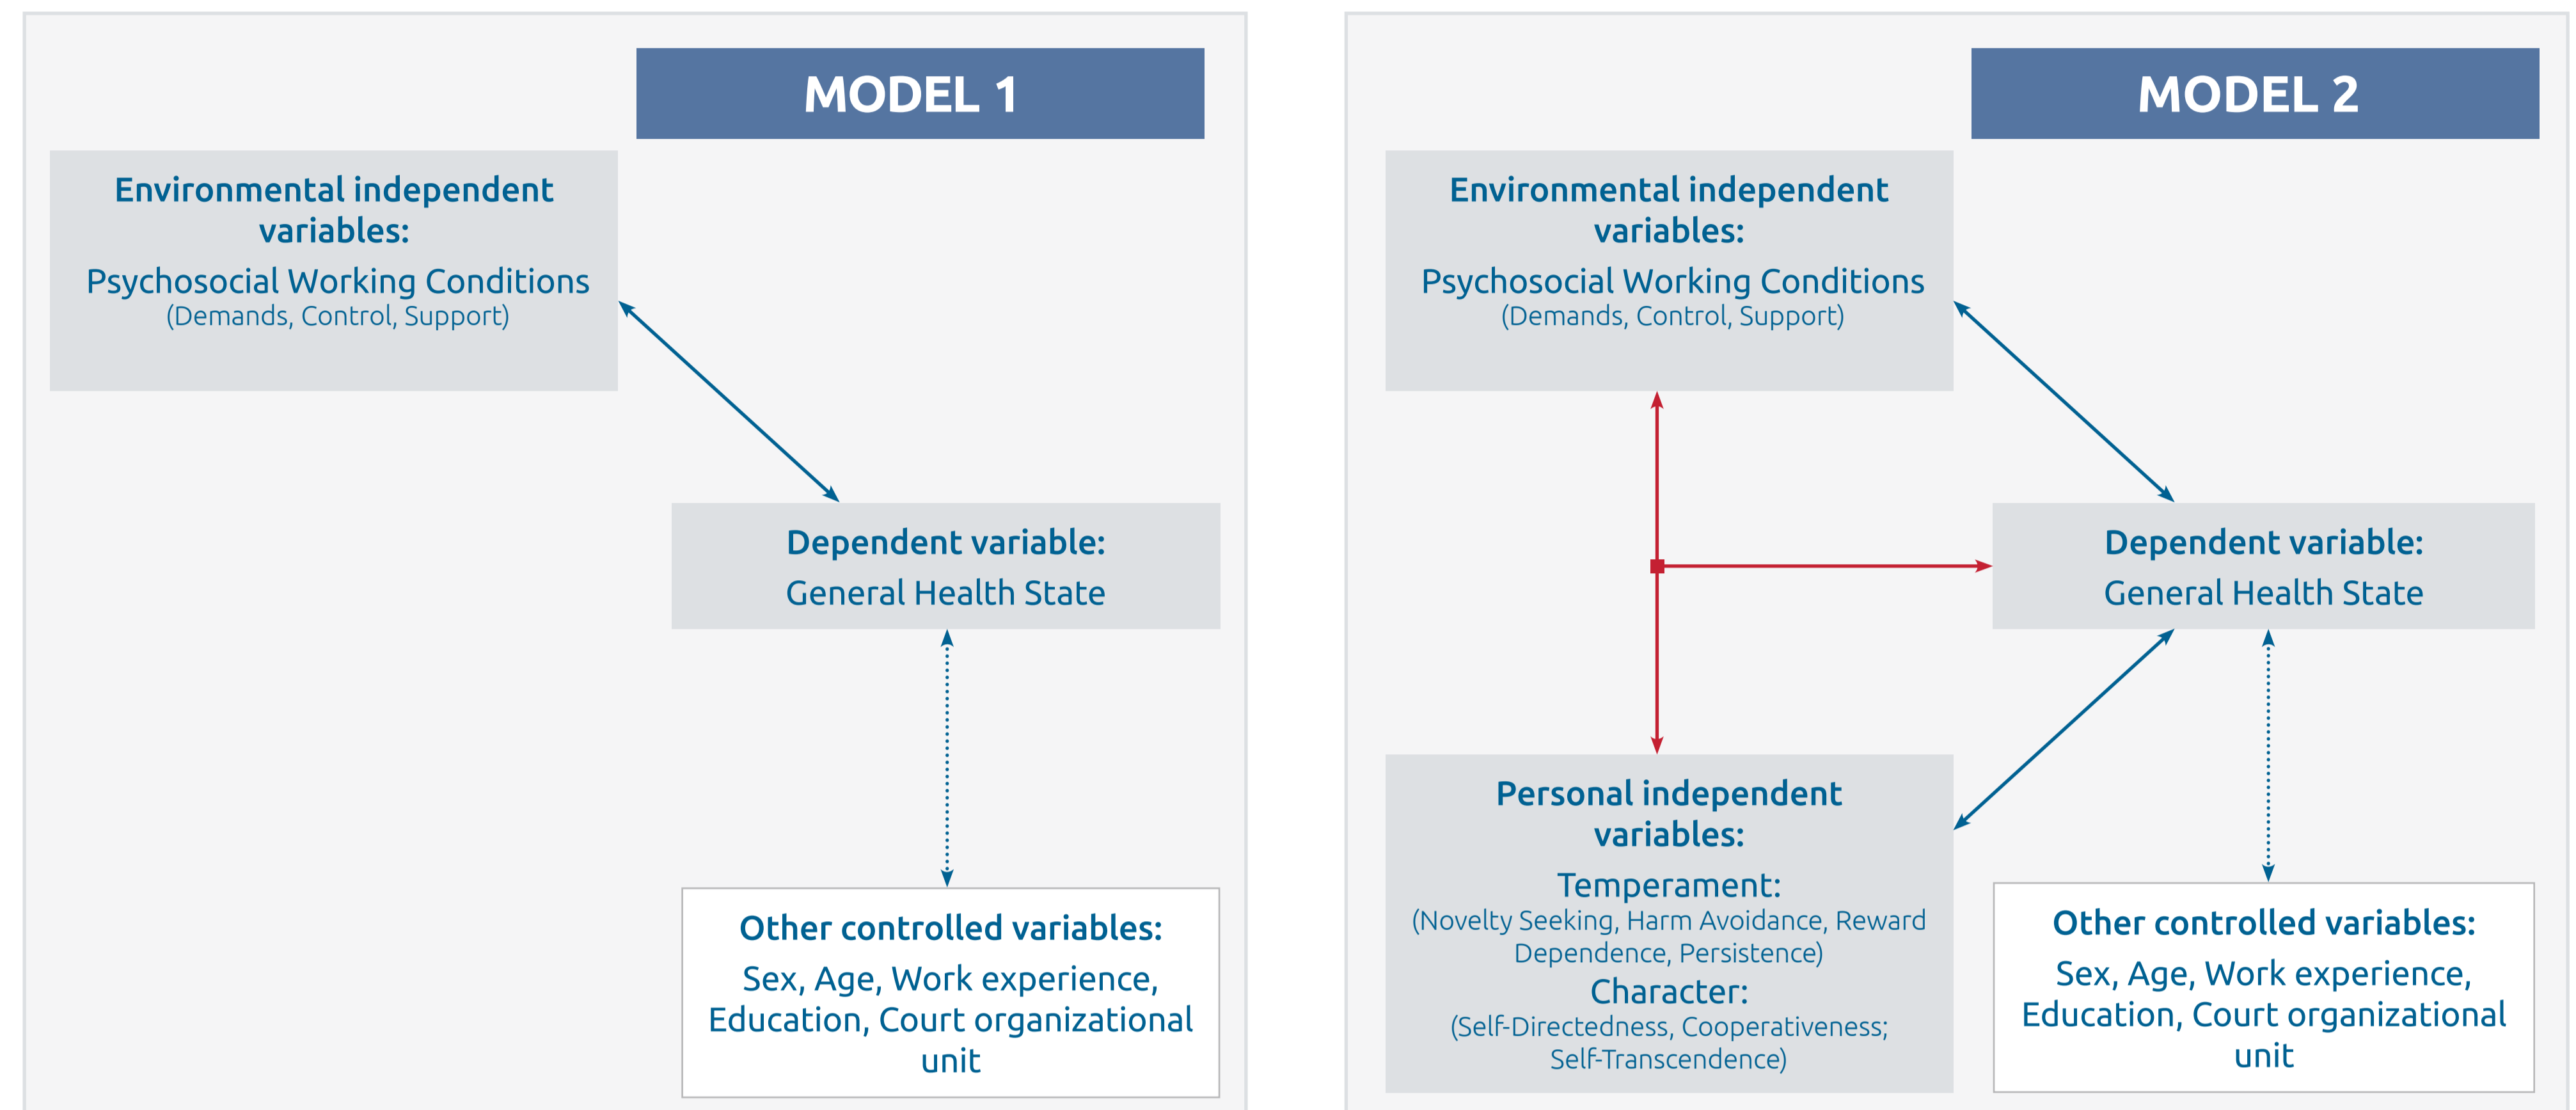 MODEL 1
Environmental independent
variables:
Psychosocial Working Conditions
(Demands, Control, Support)
Dependent variable:
General Health State
Other controlled variables:
Sex, Age, Work experience,
Education, Court organizational
unit
MODEL 2
Environmental independent
variables:
Psychosocial Working Conditions
(Demands, Control, Support)
Dependent variable:
General Health State
Personal independent
variables:
Temperament:
(Novelty Seeking, Harm Avoidance, Reward
Dependence, Persistence)
Character:
(Self-Directedness, Cooperativeness;
Self-Transcendence)
Other controlled variables:
Sex, Age, Work experience,
Education, Court organizational
unit